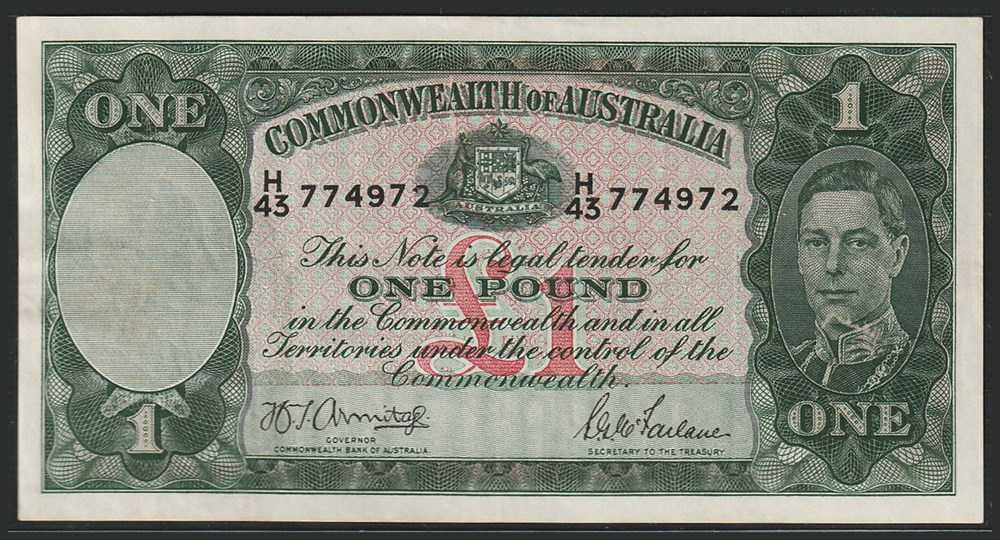 ONE
1
COMMONWEALTH OF AUSTRALIA
AUSTRALIA
H/43 774972
H/43 774972
This Note is legal tender for
ONE POUND
£1
in the Commonwealth and in all
Territories under the control of the
Commonwealth.
H.T. Armitage
S.G. McFarlane
GOVERNOR
COMMONWEALTH BANK OF AUSTRALIA
SECRETARY TO THE TREASURY
1
ONE